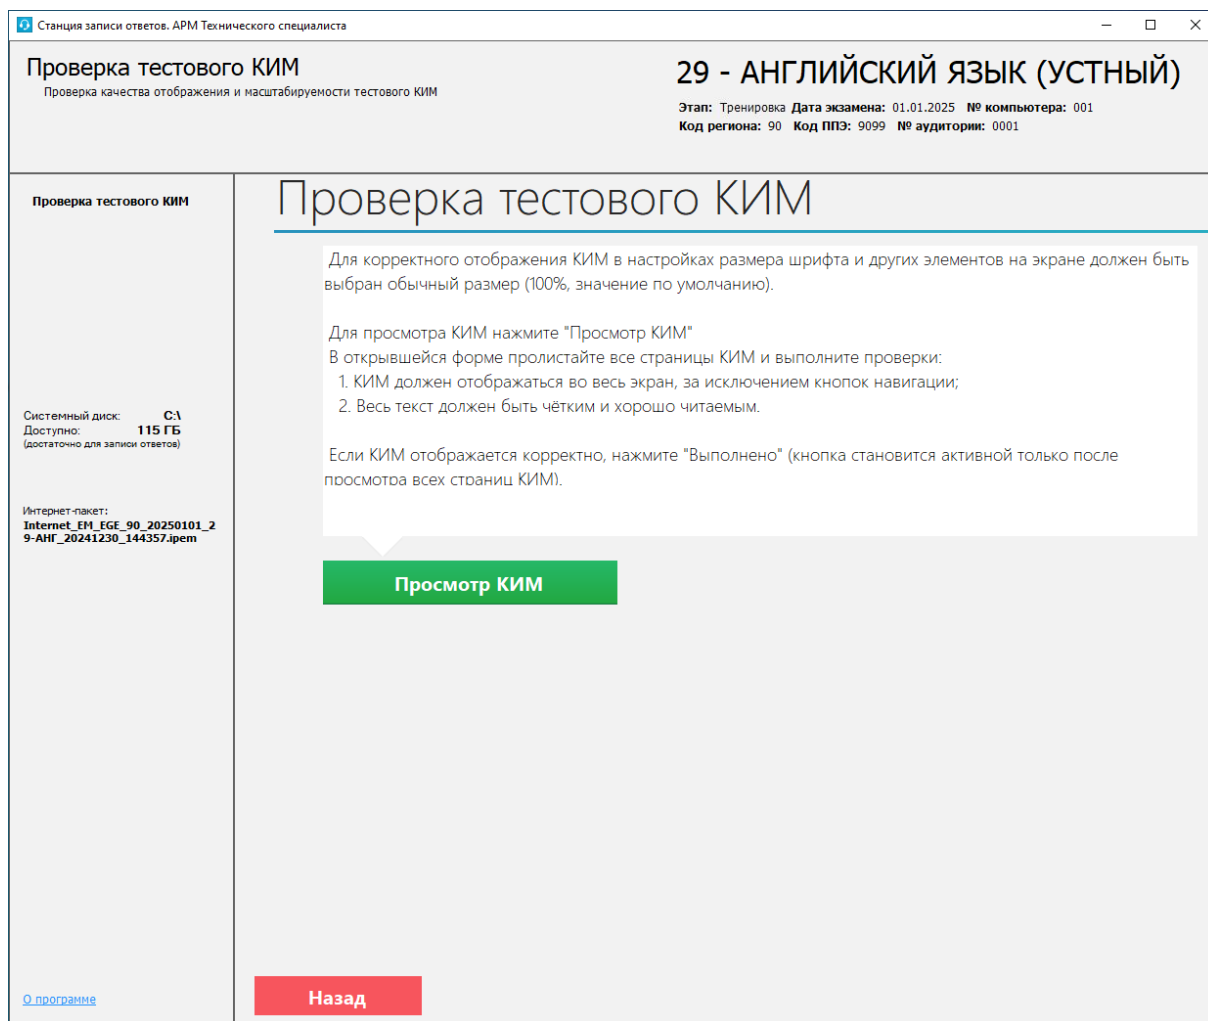 Станция записи ответов. АРМ Технического специалиста
Проверка тестового КИМ
Проверка качества отображения и масштабируемости тестового КИМ
29 - АНГЛИЙСКИЙ ЯЗЫК (УСТНЫЙ)
Этап: Тренировка Дата экзамена: 01.01.2025 № компьютера: 001
Код региона: 90 Код ППЭ: 9099 № аудитории: 0001
Проверка тестового КИМ
Системный диск: C:\
Доступно: 115 ГБ
(достаточно для записи ответов)
Интернет-пакет:
Internet_EM_EGE_90_20250101_2
9-АНГ_20241230_144357.ipem
О программе
Проверка тестового КИМ
Для корректного отображения КИМ в настройках размера шрифта и других элементов на экране должен быть
выбран обычный размер (100%, значение по умолчанию).
Для просмотра КИМ нажмите "Просмотр КИМ"
В открывшейся форме пролистайте все страницы КИМ и выполните проверки:
1. КИМ должен отображаться во весь экран, за исключением кнопок навигации;
2. Весь текст должен быть чётким и хорошо читаемым.
Если КИМ отображается корректно, нажмите "Выполнено" (кнопка становится активной только после
просмотра всех страниц КИМ).
Просмотр КИМ
Назад